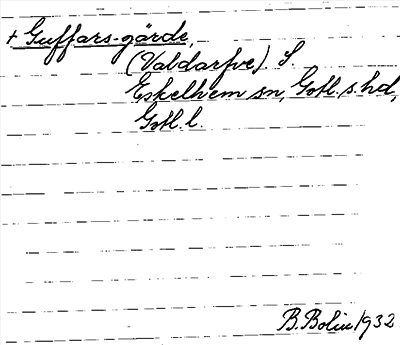 + Guffars-gärde,
(Valdarfve) S.
Eskelhem sn, Gotl. s. hd,
Gotl. l.
B. Bolin 1932